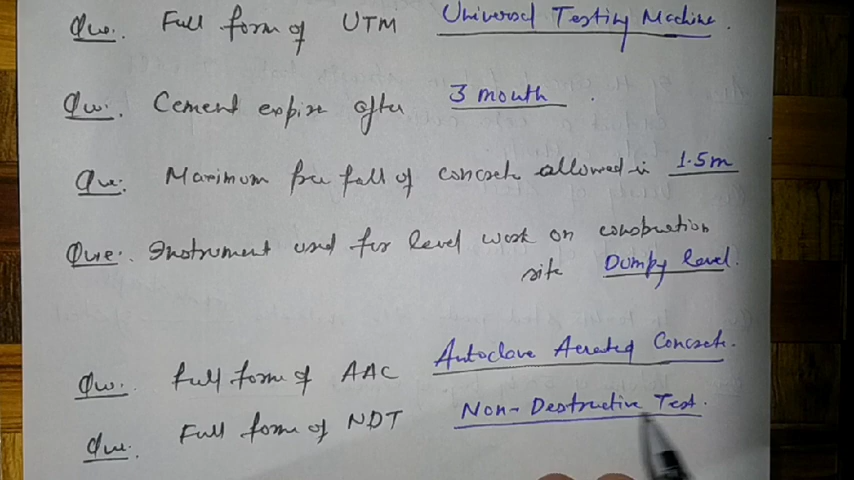 Que. Full form of UTM Universal Testing Machine.
Que. Cement expire after 3 month.
Que. Maximum free fall of concrete allowed is 1.5m
Que. Instrument used for level work on construction
site Dumpy level.
Que. Full form of AAC Autoclave Aerated Concrete.
Que. Full form of NDT Non-Destructive Test.